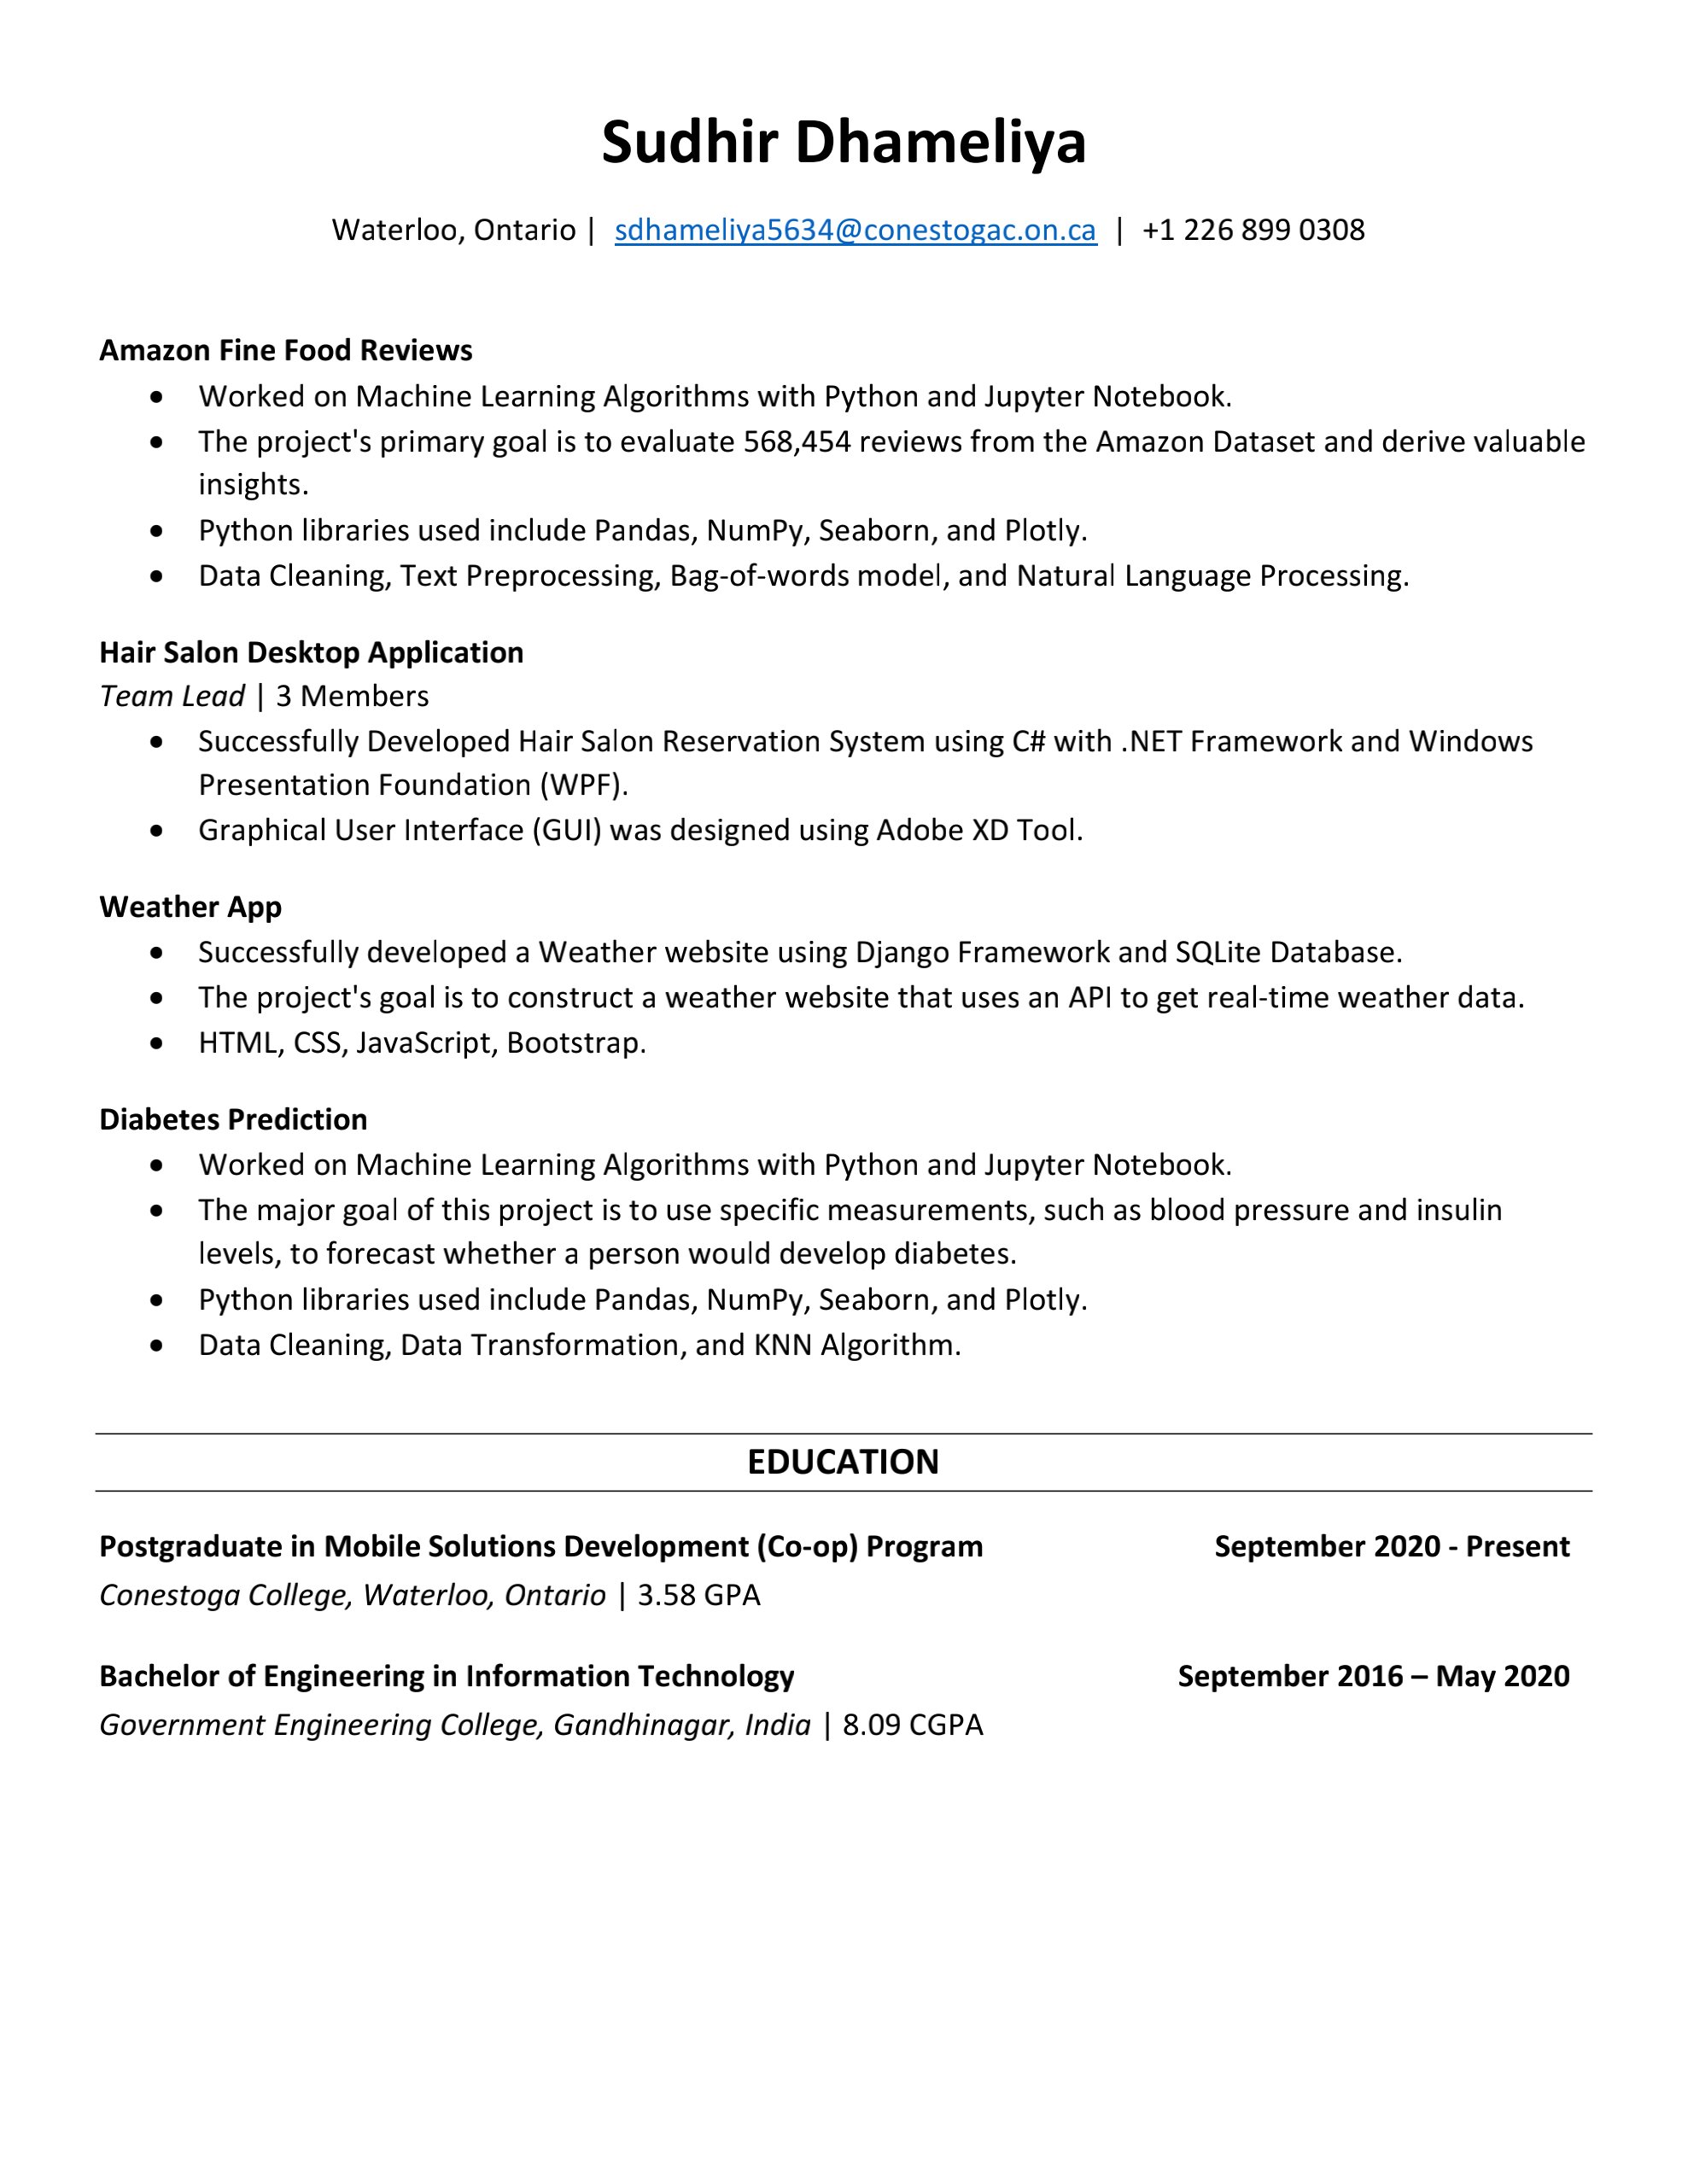 Sudhir Dhameliya
Waterloo, Ontario | sdhameliya5634@conestogac.on.ca | +1 226 899 0308
Amazon Fine Food Reviews
• Worked on Machine Learning Algorithms with Python and Jupyter Notebook.
• The project's primary goal is to evaluate 568,454 reviews from the Amazon Dataset and derive valuable
insights.
• Python libraries used include Pandas, NumPy, Seaborn, and Plotly.
• Data Cleaning, Text Preprocessing, Bag-of-words model, and Natural Language Processing.
Hair Salon Desktop Application
Team Lead | 3 Members
• Successfully Developed Hair Salon Reservation System using C# with .NET Framework and Windows
Presentation Foundation (WPF).
• Graphical User Interface (GUI) was designed using Adobe XD Tool.
Weather App
• Successfully developed a Weather website using Django Framework and SQLite Database.
• The project's goal is to construct a weather website that uses an API to get real-time weather data.
• HTML, CSS, JavaScript, Bootstrap.
Diabetes Prediction
• Worked on Machine Learning Algorithms with Python and Jupyter Notebook.
• The major goal of this project is to use specific measurements, such as blood pressure and insulin
levels, to forecast whether a person would develop diabetes.
• Python libraries used include Pandas, NumPy, Seaborn, and Plotly.
• Data Cleaning, Data Transformation, and KNN Algorithm.
EDUCATION
Postgraduate in Mobile Solutions Development (Co-op) Program September 2020 - Present
Conestoga College, Waterloo, Ontario | 3.58 GPA
Bachelor of Engineering in Information Technology September 2016 – May 2020
Government Engineering College, Gandhinagar, India | 8.09 CGPA